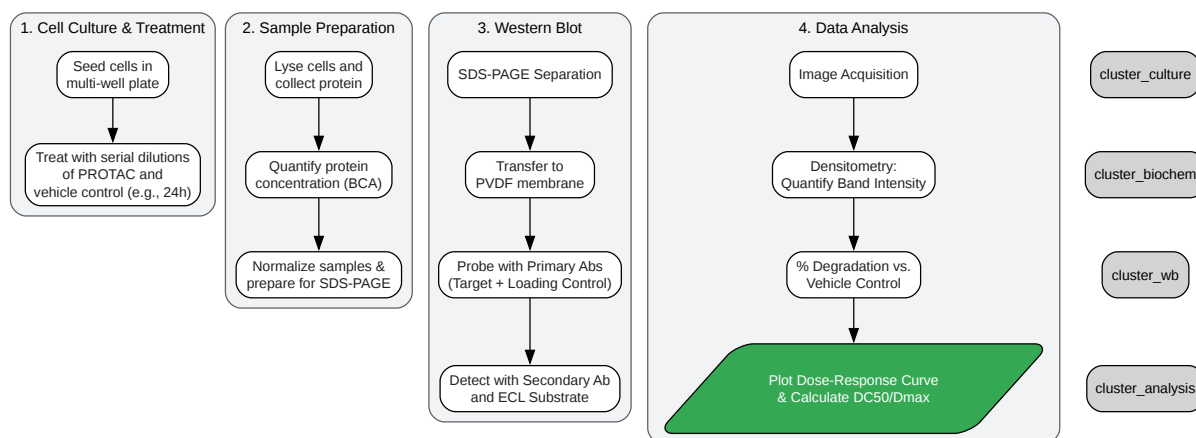 1. Cell Culture & Treatment
Seed cells in
multi-well plate
Treat with serial dilutions
of PROTAC and
vehicle control (e.g., 24h)
2. Sample Preparation
Lyse cells and
collect protein
Quantify protein
concentration (BCA)
Normalize samples &
prepare for SDS-PAGE
3. Western Blot
SDS-PAGE Separation
Transfer to
PVDF membrane
Probe with Primary Abs
(Target + Loading Control)
Detect with Secondary Ab
and ECL Substrate
4. Data Analysis
Image Acquisition
Densitometry:
Quantify Band Intensity
% Degradation vs.
Vehicle Control
Plot Dose-Response Curve
& Calculate DC50/Dmax
cluster_culture
cluster_biochem
cluster_wb
cluster_analysis